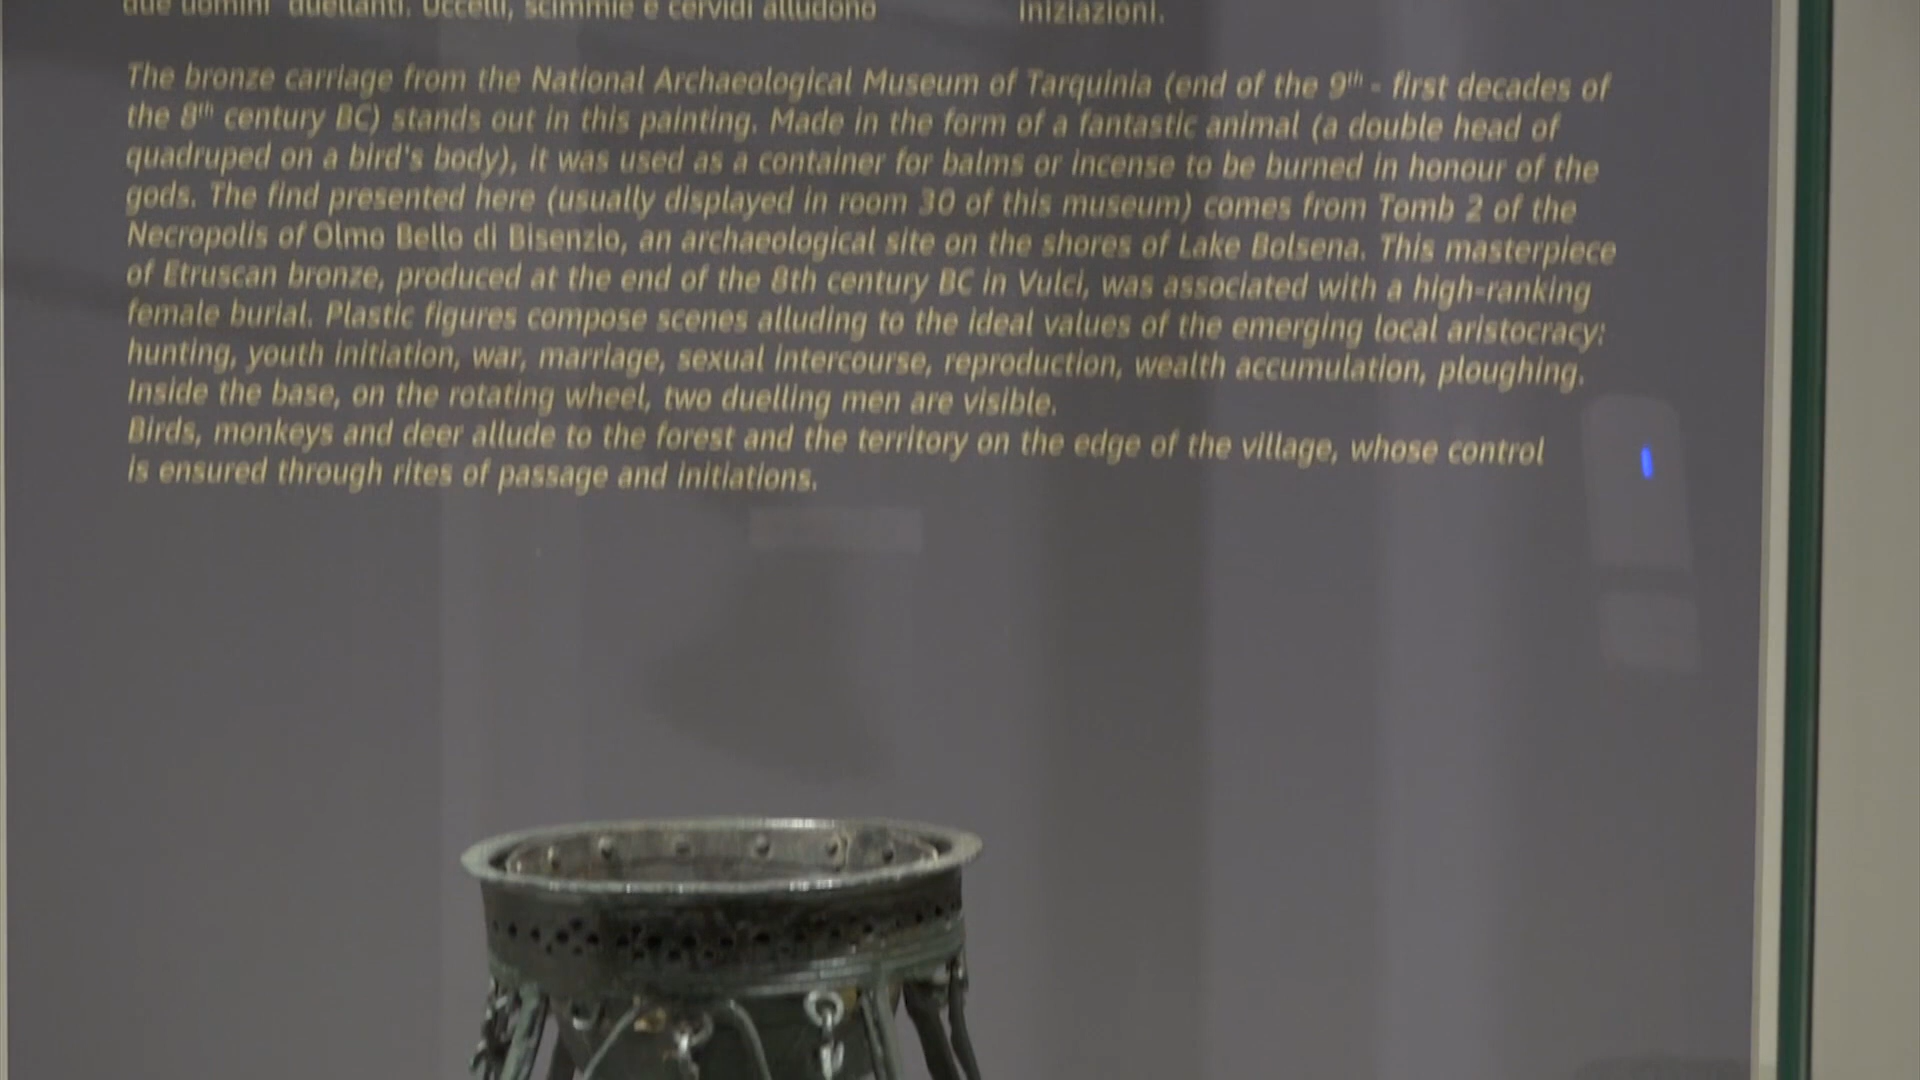 due uomini "duellanti. Uccelli, scimmie e cervidi alludono
iniziazioni.
The bronze carriage from the National Archaeological Museum of Tarquinia (end of the 9th - first decades of
the 8th century BC) stands out in this painting. Made in the form of a fantastic animal (a double head of
quadruped on a bird's body), it was used as a container for balms or incense to be burned in honour of the
gods. The find presented here (usually displayed in room 30 of this museum) comes from Tomb 2 of the
Necropolis of Olmo Bello di Bisenzio, an archaeological site on the shores of Lake Bolsena. This masterpiece
of Etruscan bronze, produced at the end of the 8th century BC in Vulci, was associated with a high-ranking
female burial. Plastic figures compose scenes alluding to the ideal values of the emerging local aristocracy:
hunting, youth initiation, war, marriage, sexual intercourse, reproduction, wealth accumulation, ploughing.
Inside the base, on the rotating wheel, two duelling men are visible.
Birds, monkeys and deer allude to the forest and the territory on the edge of the village, whose control
is ensured through rites of passage and initiations.